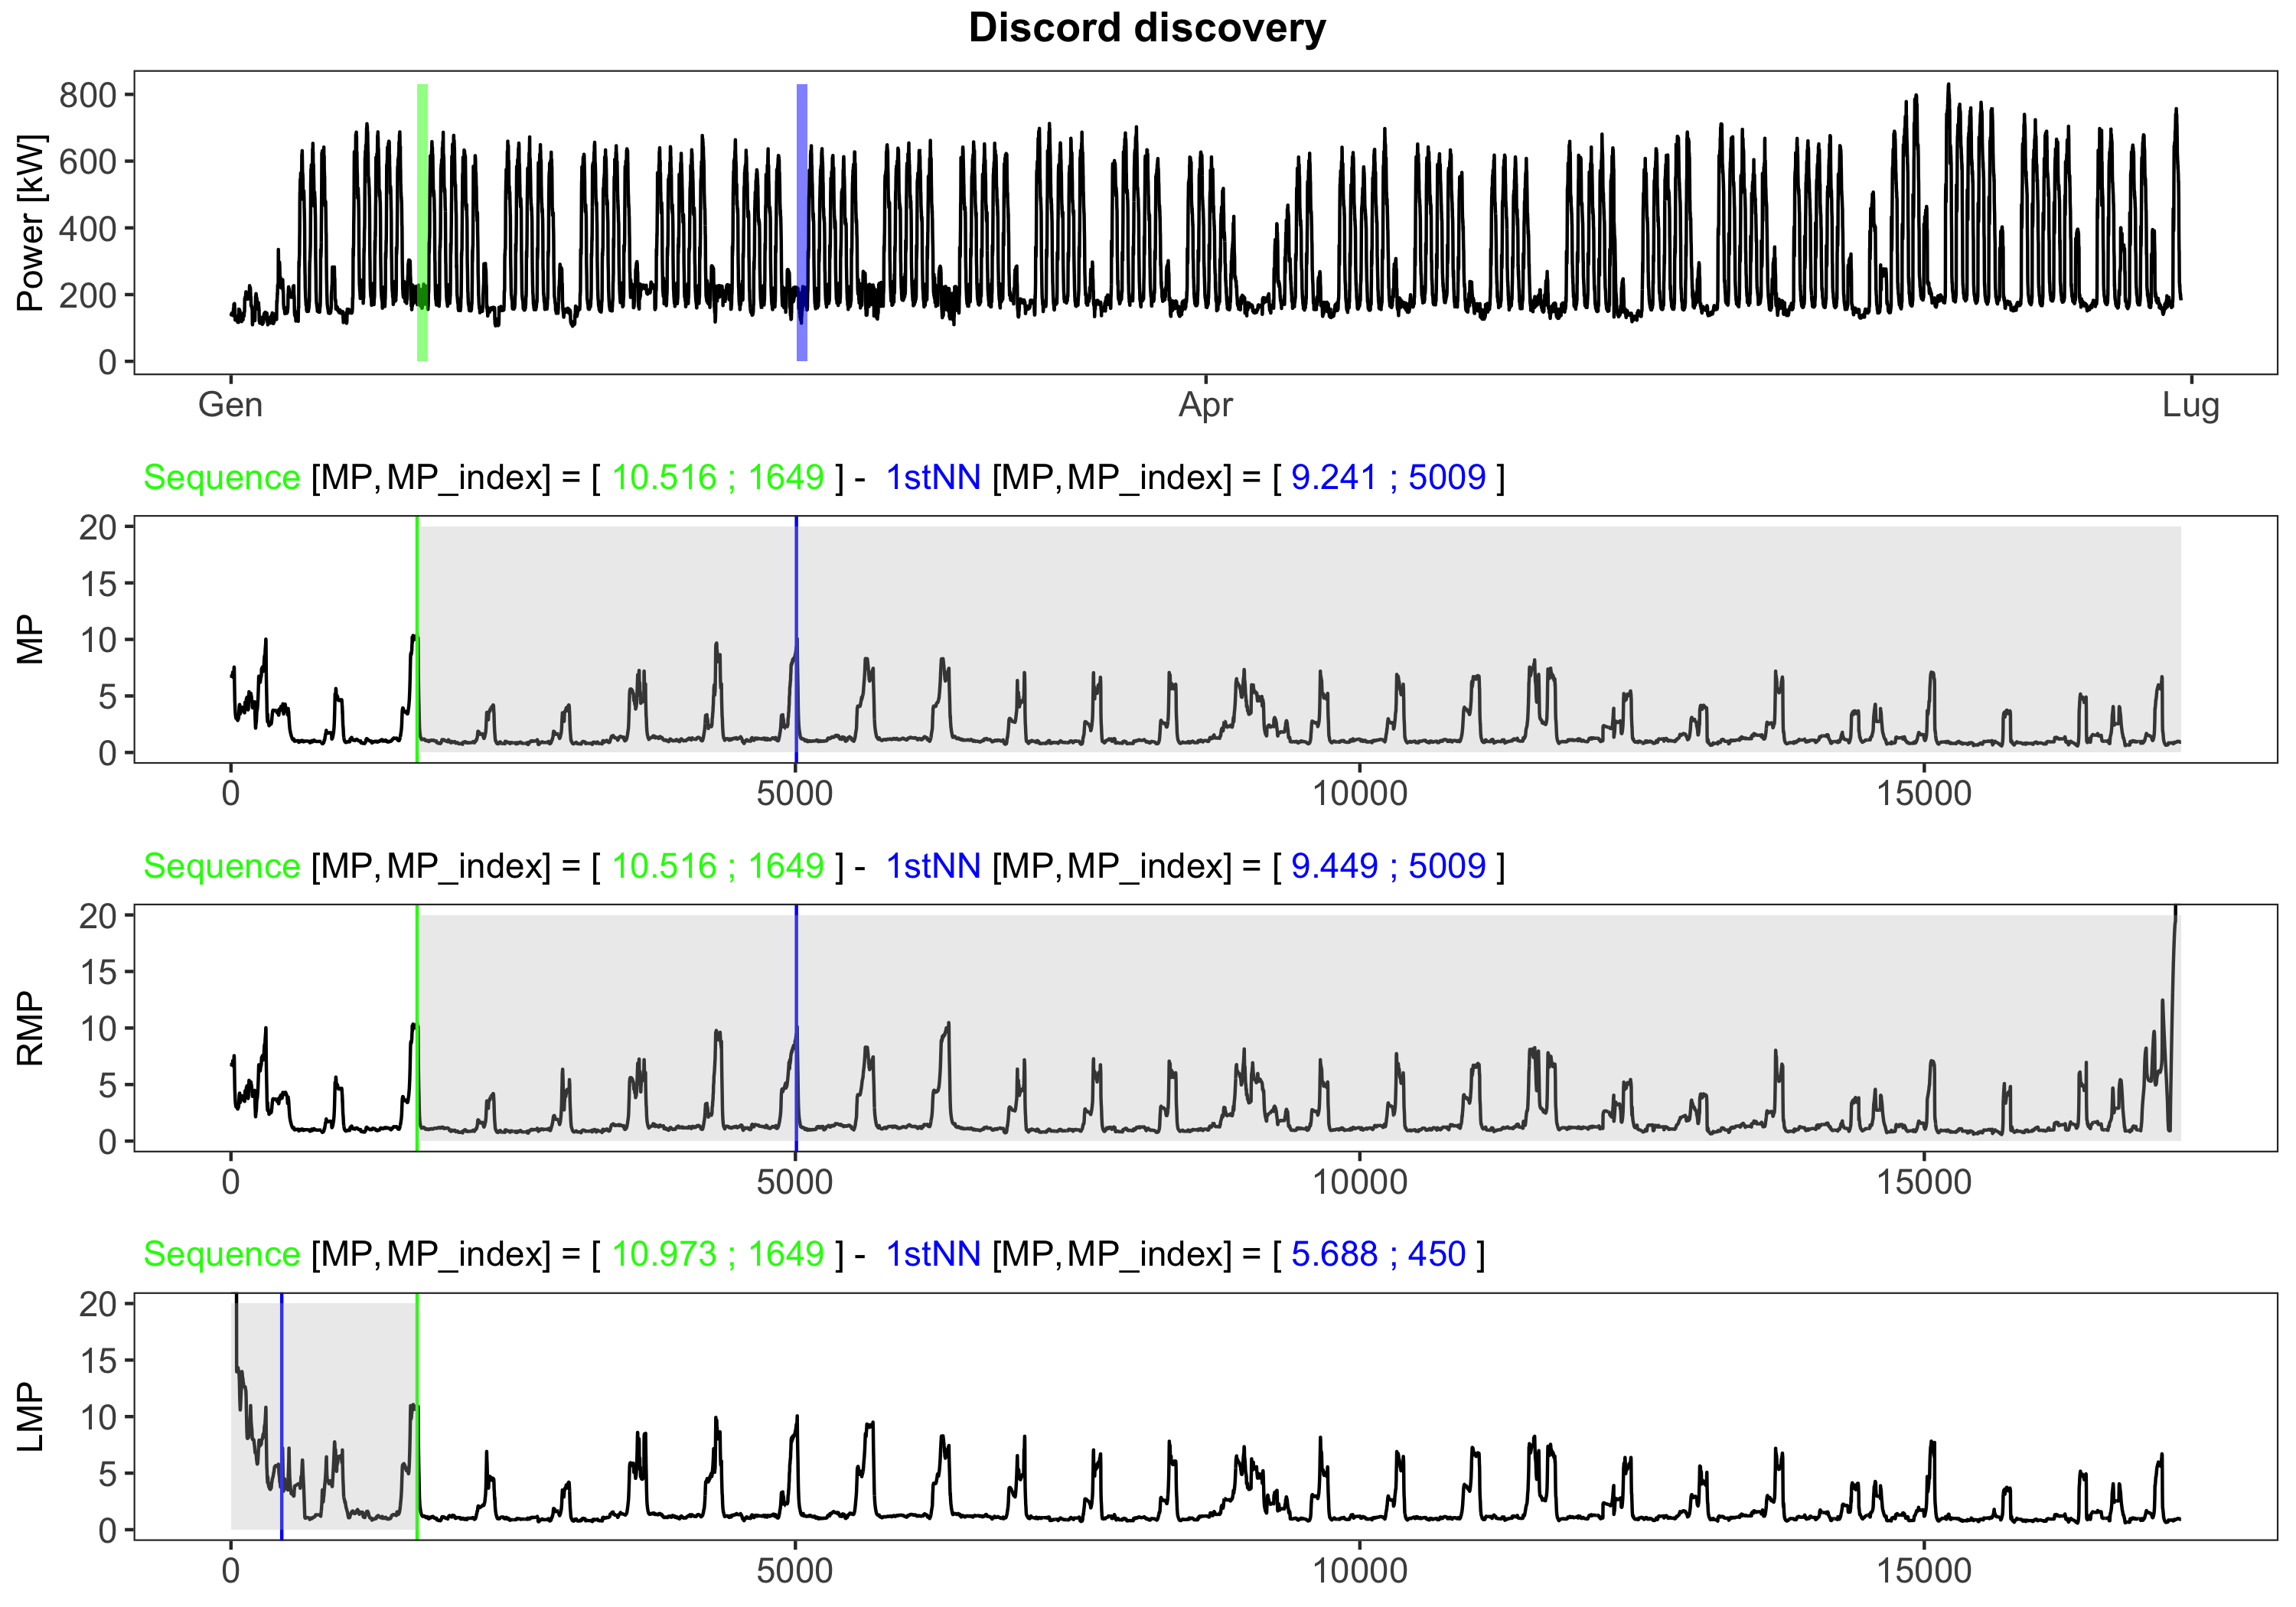 Discord discovery
Power [kW]
800
600
400
200
0
Gen Apr Lug
Sequence [MP, MP_index] = [ 10.516 ; 1649 ] - 1stNN [MP, MP_index] = [ 9.241 ; 5009 ]
MP
20
15
10
5
0
0 5000 10000 15000
Sequence [MP, MP_index] = [ 10.516 ; 1649 ] - 1stNN [MP, MP_index] = [ 9.449 ; 5009 ]
RMP
20
15
10
5
0
0 5000 10000 15000
Sequence [MP, MP_index] = [ 10.973 ; 1649 ] - 1stNN [MP, MP_index] = [ 5.688 ; 450 ]
LMP
20
15
10
5
0
0 5000 10000 15000